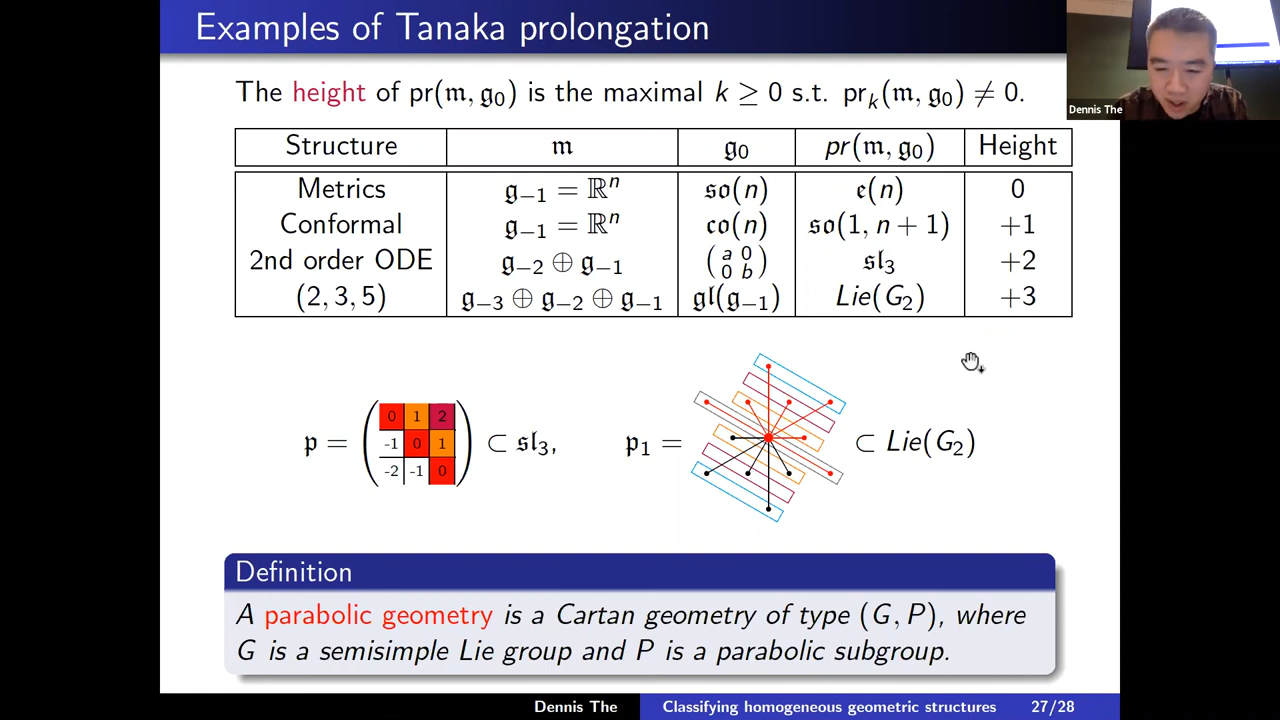 Examples of Tanaka prolongation
Dennis The
The height of pr(𝔪, 𝔤₀) is the maximal k ≥ 0 s.t. prₖ(𝔪, 𝔤₀) ≠ 0.
Structure 𝔪 𝔤₀ pr(𝔪, 𝔤₀) Height
Metrics 𝔤₋₁ = ℝⁿ 𝔰𝔬(n) 𝔢(n) 0
Conformal 𝔤₋₁ = ℝⁿ 𝔠𝔬(n) 𝔰𝔬(1, n + 1) +1
2nd order ODE 𝔤₋₂ ⊕ 𝔤₋₁ (a 0 0 b) 𝔰𝔩₃ +2
(2, 3, 5) 𝔤₋₃ ⊕ 𝔤₋₂ ⊕ 𝔤₋₁ 𝔤𝔩(𝔤₋₁) Lie(G₂) +3
0 1 2
𝔭 = ( -1 0 1 ) ⊂ 𝔰𝔩₃, 𝔭₁ = ⊂ Lie(G₂)
-2 -1 0
Definition
A parabolic geometry is a Cartan geometry of type (G, P), where
G is a semisimple Lie group and P is a parabolic subgroup.
Dennis The Classifying homogeneous geometric structures 27/28